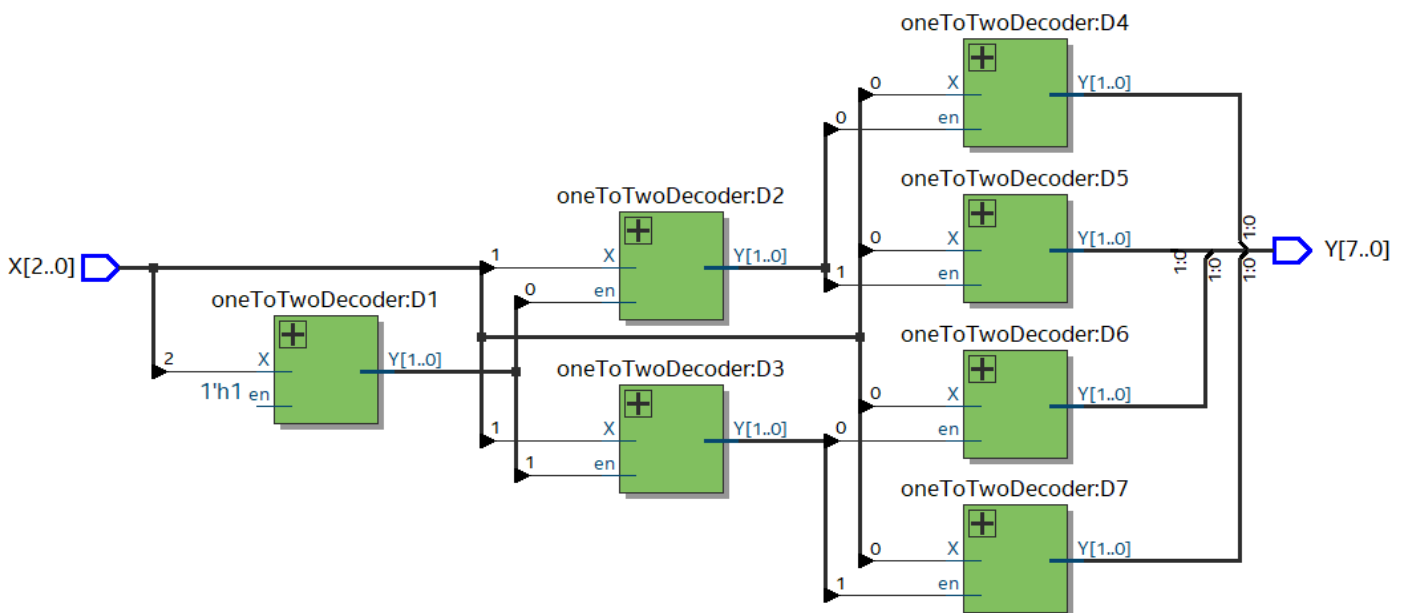 oneToTwoDecoder:D4
0 X Y[1..0]
0 en
oneToTwoDecoder:D5
0 X Y[1..0]
1 en
oneToTwoDecoder:D2
1 X Y[1..0]
0 en
X[2..0]
1:0
1:0
1:0
1:0
Y[7..0]
oneToTwoDecoder:D1
2 X Y[1..0]
1'h1 en
oneToTwoDecoder:D6
0 X Y[1..0]
0 en
oneToTwoDecoder:D3
1 X Y[1..0]
1 en
oneToTwoDecoder:D7
0 X Y[1..0]
1 en